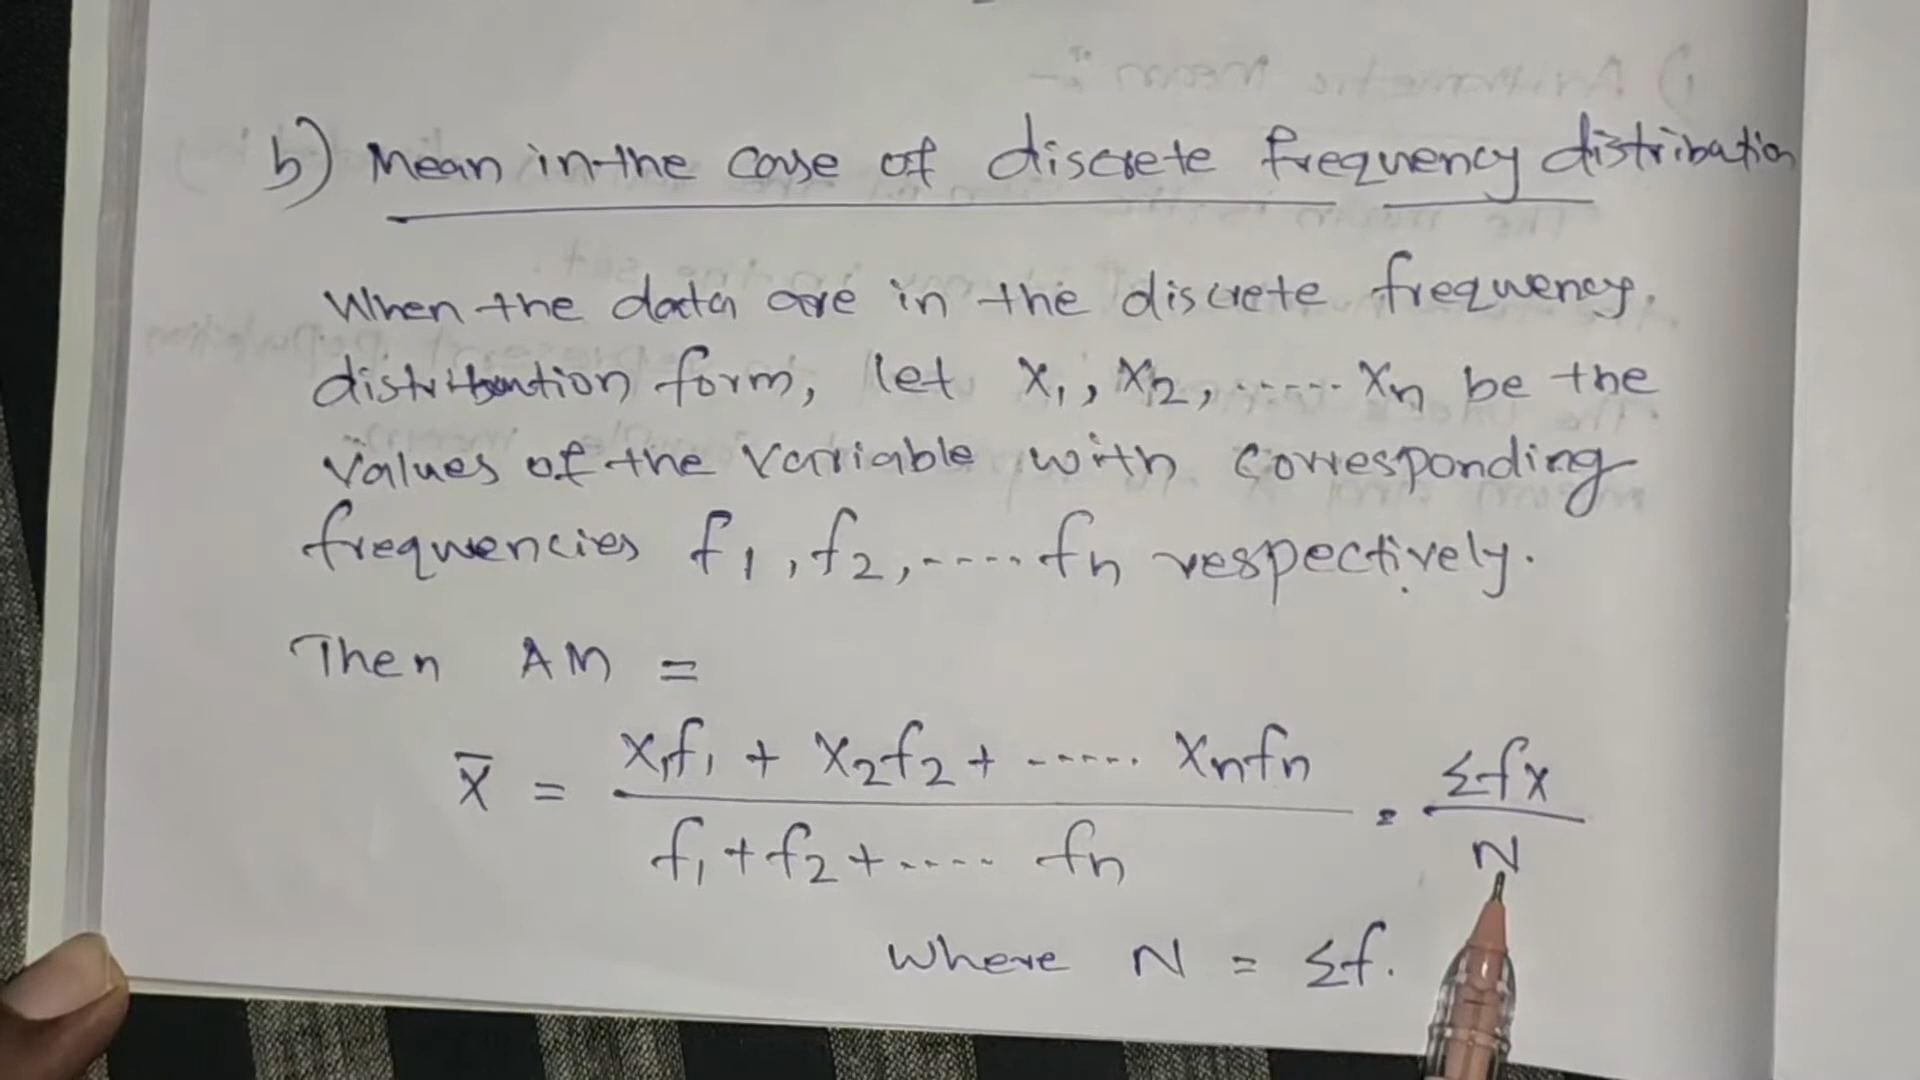 b) Mean in the case of discrete frequency distribution
When the data are in the discrete frequency
distribution form, let x₁, x₂, ..... xn be the
values of the variable with corresponding
frequencies f₁, f₂, .... fn respectively.
Then AM =
x̄ = (x₁f₁ + x₂f₂ + ..... xnfn) / (f₁ + f₂ + .... fn) = Σfx / N
Where N = Σf.